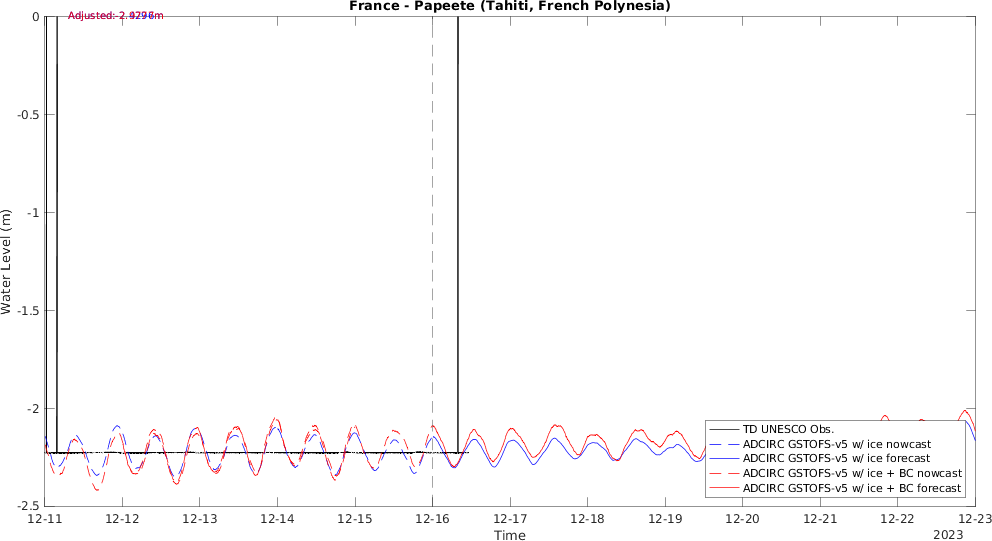 France - Papeete (Tahiti, French Polynesia)
Adjusted:
0
-0.5
-1
-1.5
-2
-2.5
Water Level (m)
12-11 12-12 12-13 12-14 12-15 12-16 12-17 12-18 12-19 12-20 12-21 12-22 12-23
Time
2023
TD UNESCO Obs.
ADCIRC GSTOFS-v5 w/ ice nowcast
ADCIRC GSTOFS-v5 w/ ice forecast
ADCIRC GSTOFS-v5 w/ ice + BC nowcast
ADCIRC GSTOFS-v5 w/ ice + BC forecast